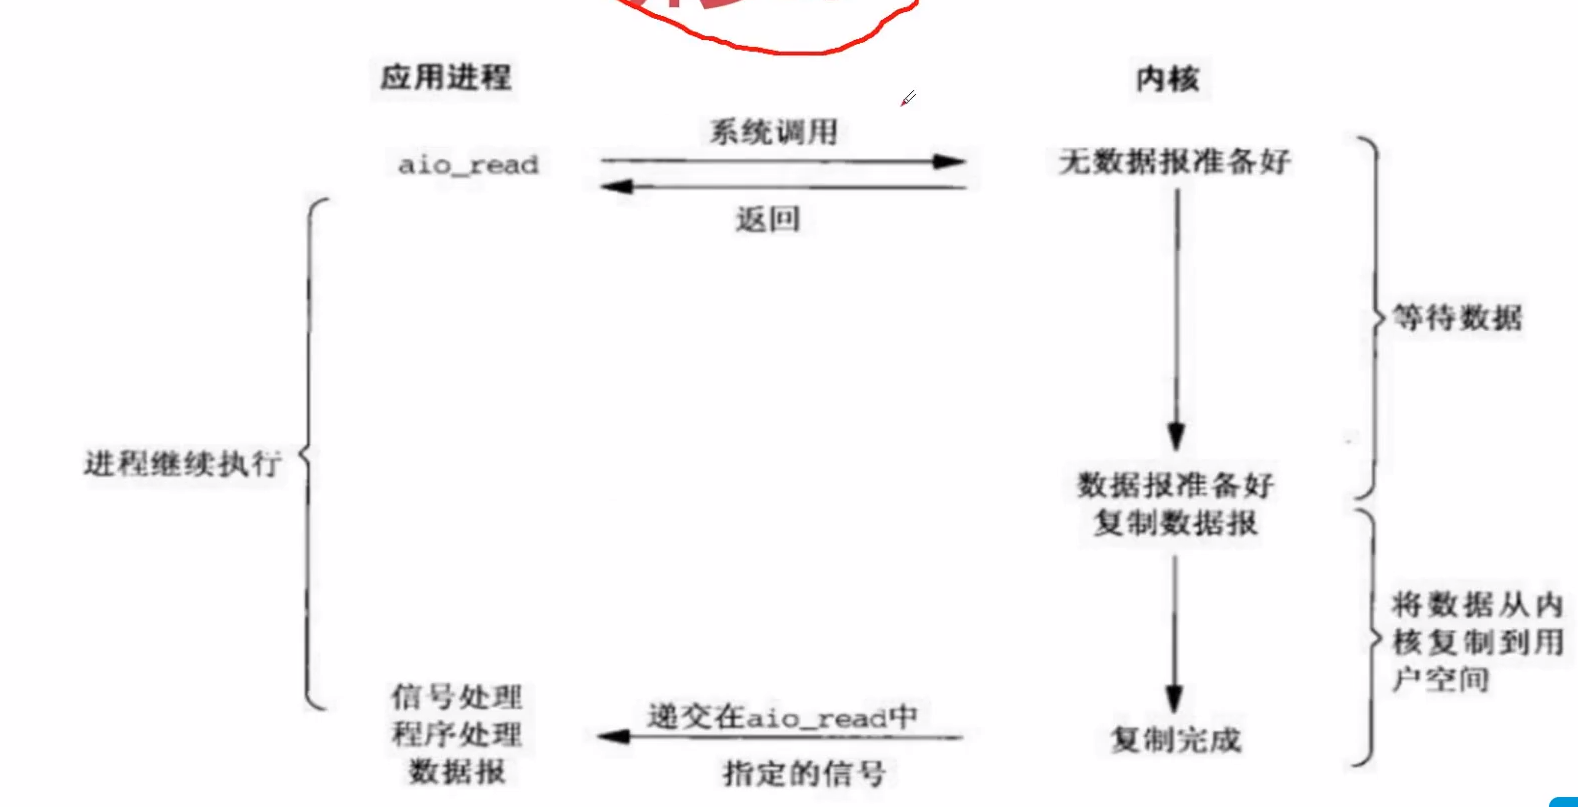 应用进程
内核
系统调用
aio_read
无数据报准备好
返回
等待数据
进程继续执行
数据报准备好
复制数据报
将数据从内
核复制到用
户空间
信号处理
程序处理
数据报
递交在aio_read中
指定的信号
复制完成